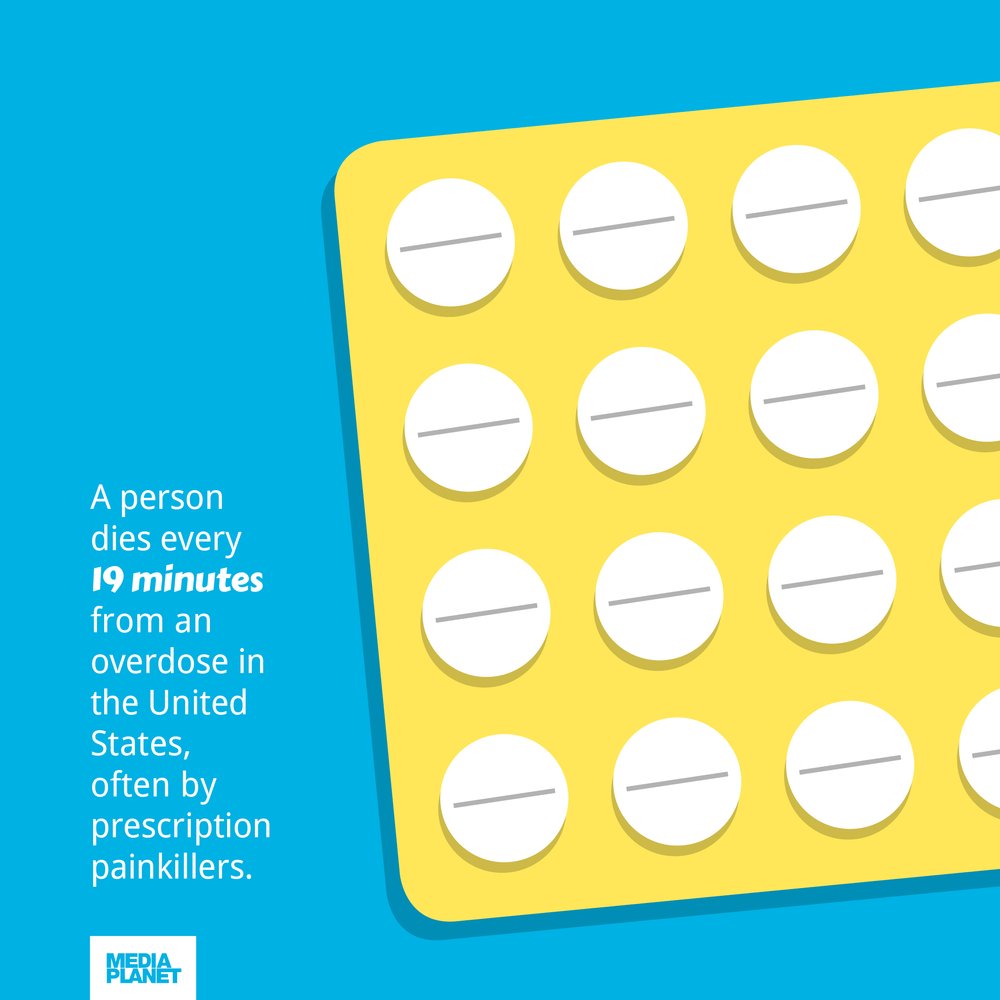 A person
dies every
19 minutes
from an
overdose in
the United
States,
often by
prescription
painkillers.
MEDIA
PLANET